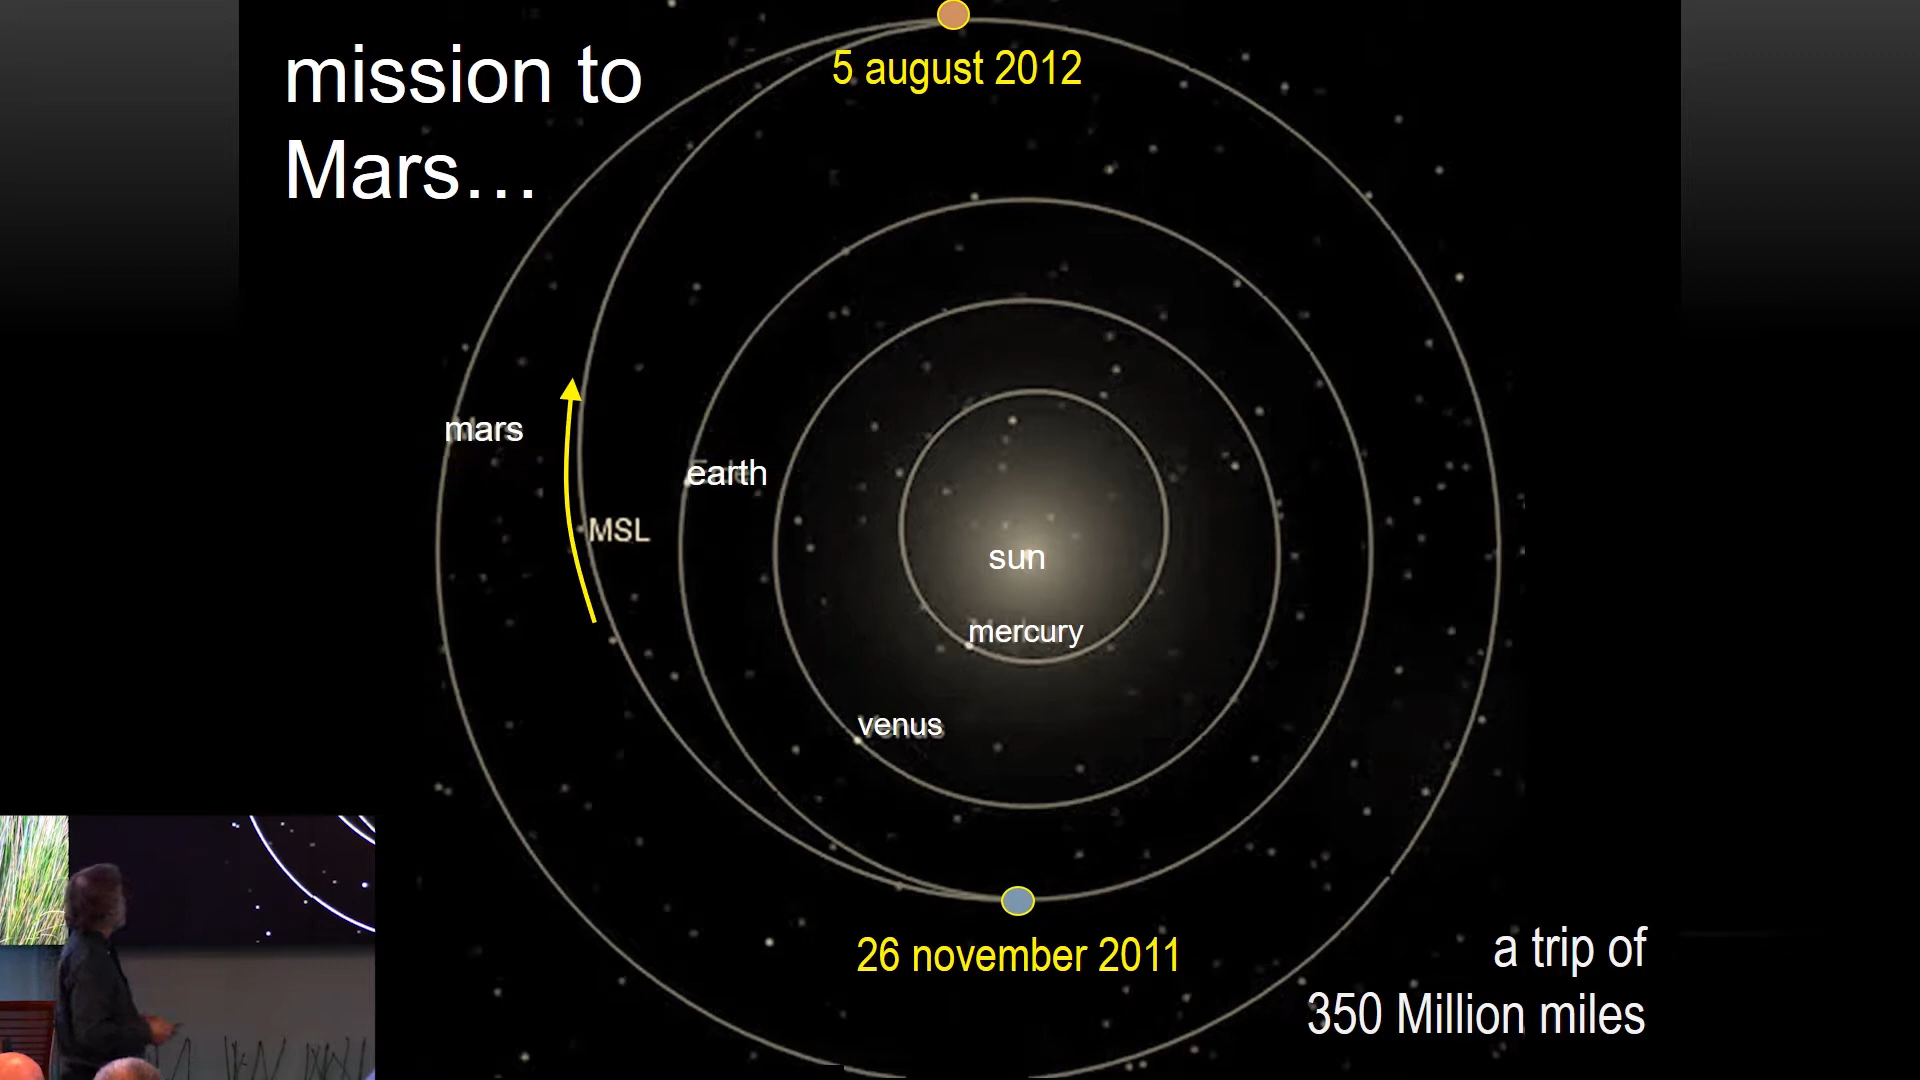 mission to
Mars…
5 august 2012
mars
earth
MSL
sun
mercury
venus
26 november 2011
a trip of
350 Million miles